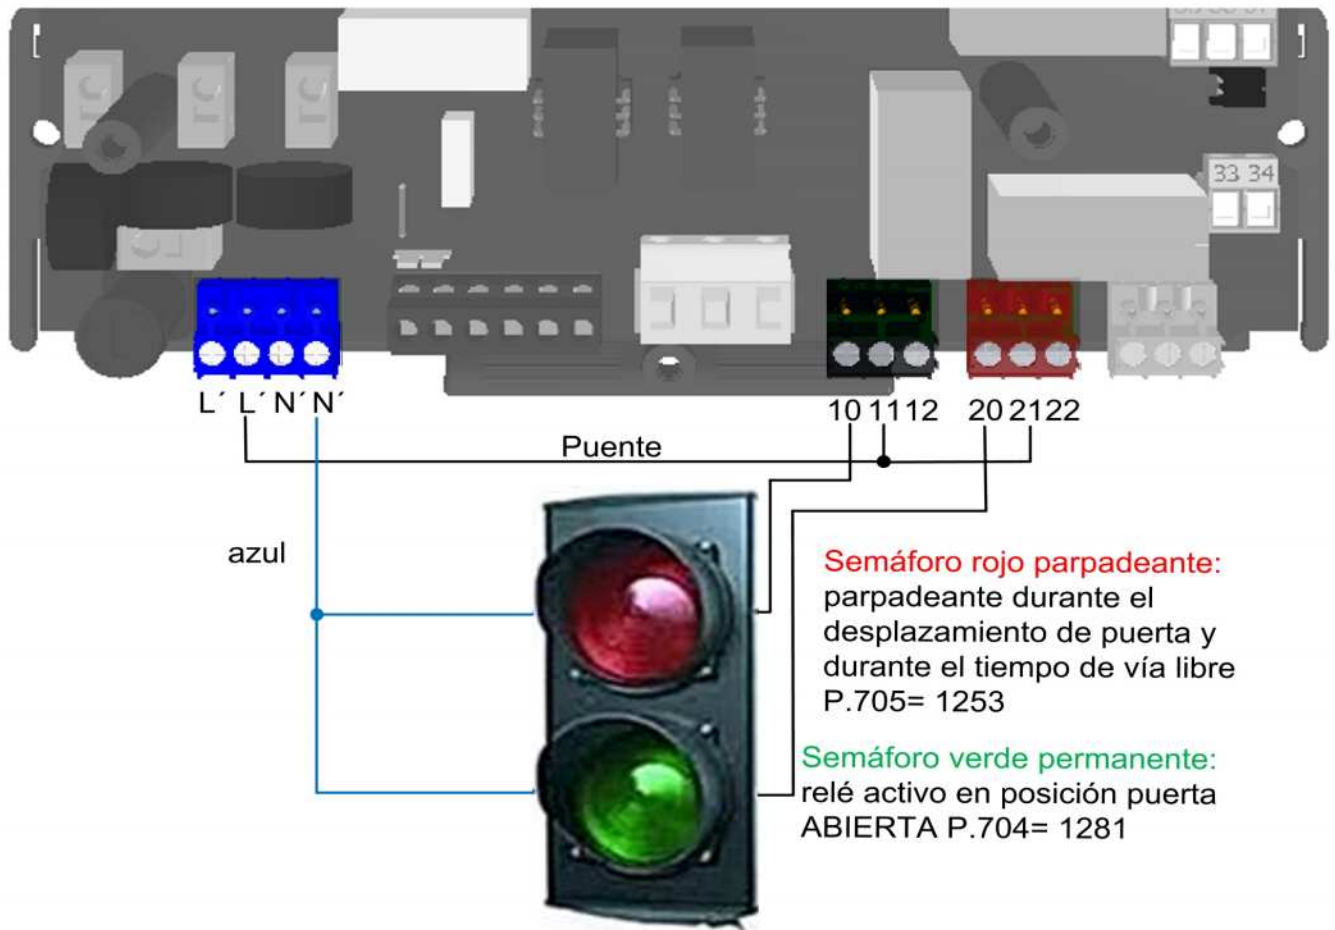 33 34
L´ L´ N´ N´
10 11 12
20 21 22
Puente
azul
Semáforo rojo parpadeante:
parpadeante durante el
desplazamiento de puerta y
durante el tiempo de vía libre
P.705= 1253
Semáforo verde permanente:
relé activo en posición puerta
ABIERTA P.704= 1281